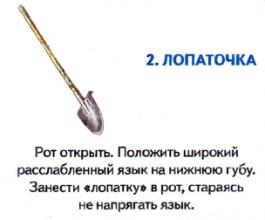 2. ЛОПАТОЧКА
Рот открыть. Положить широкий
расслабленный язык на нижнюю губу.
Занести «лопатку» в рот, стараясь
не напрягать язык.